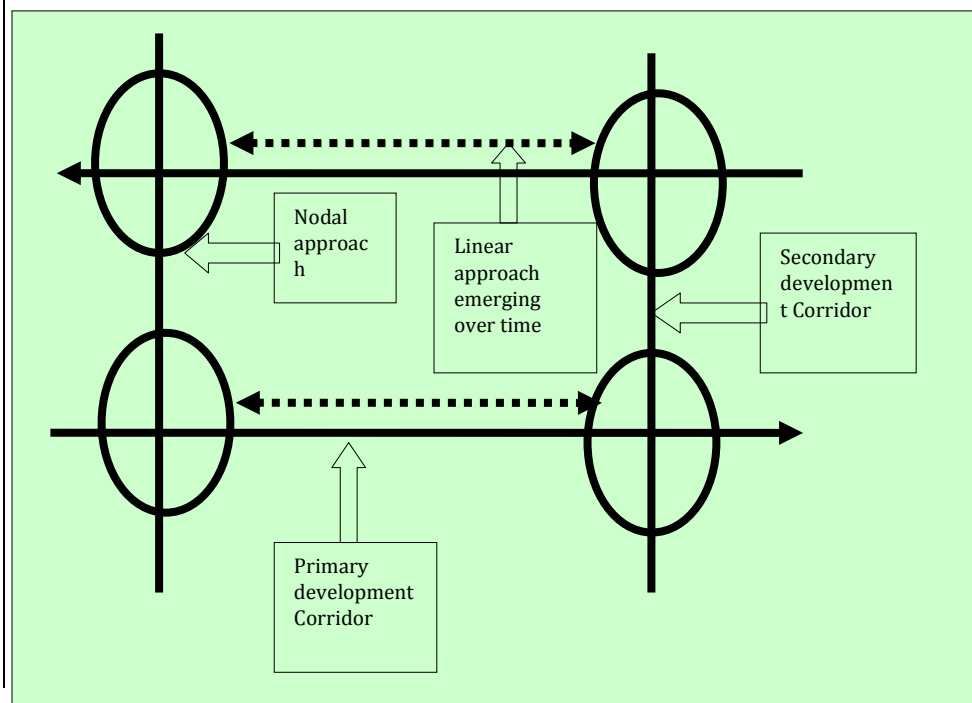 Nodal
approac
h
Linear
approach
emerging
over time
Secondary
developmen
t Corridor
Primary
development
Corridor